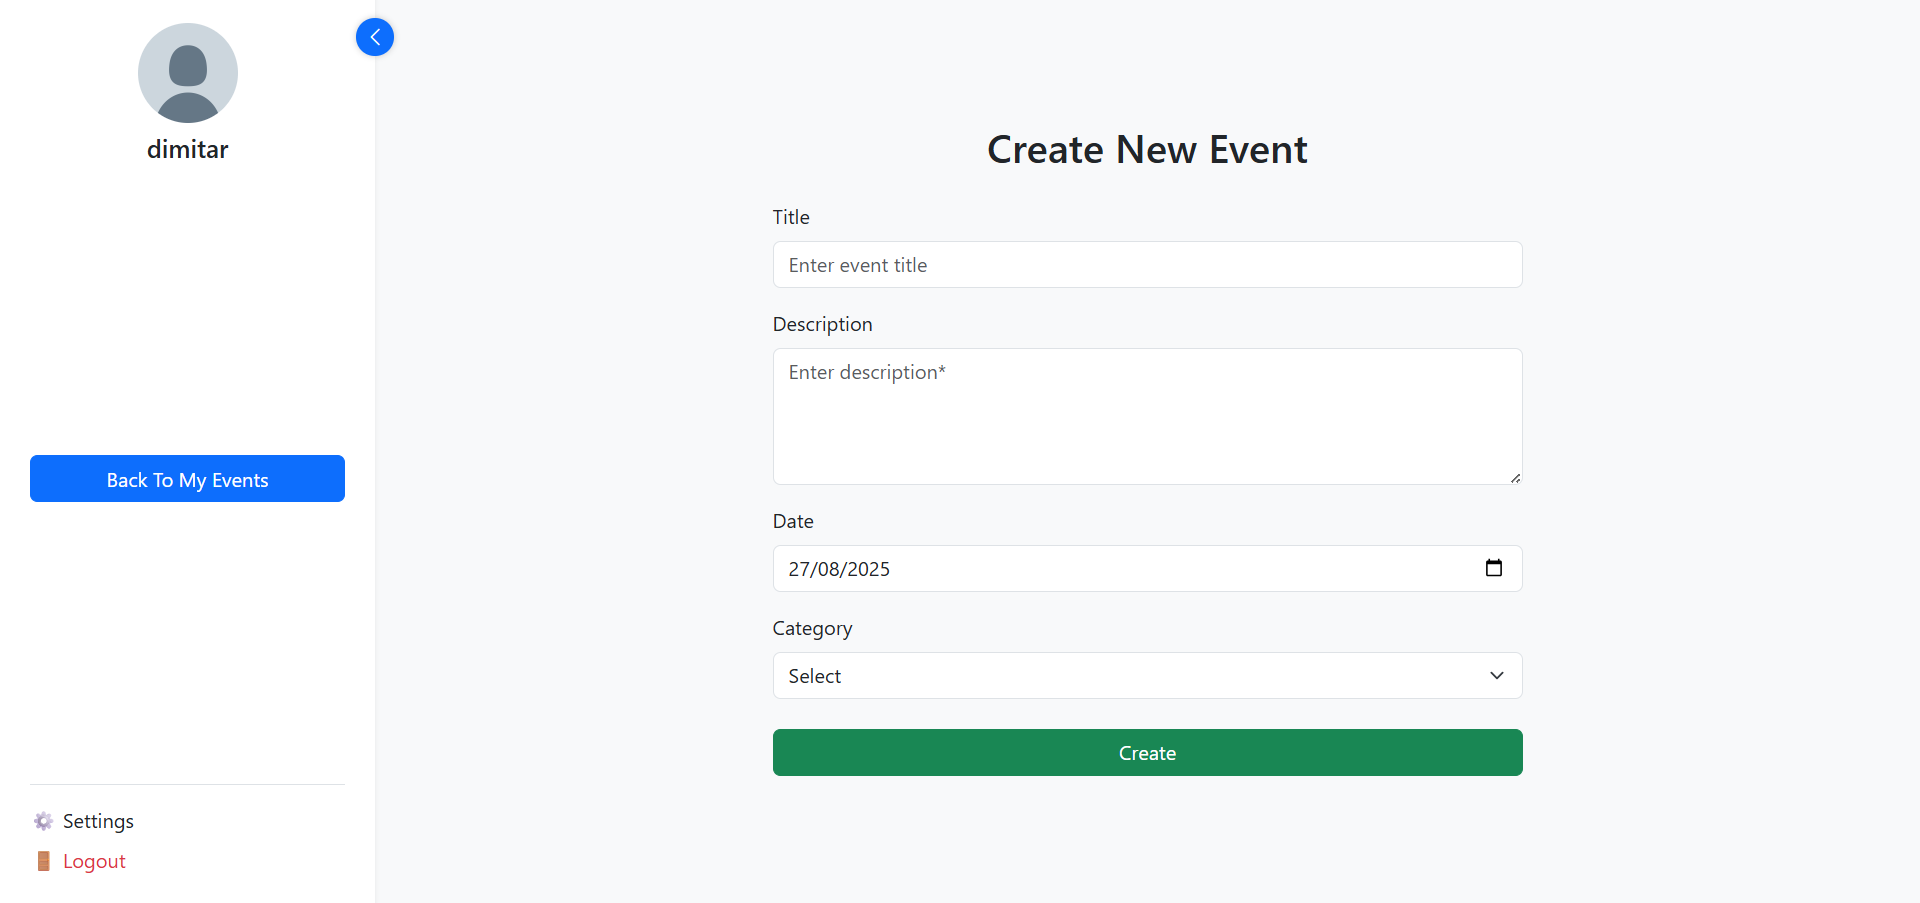 dimitar
Back To My Events
Settings
Logout
Create New Event
Title
Enter event title
Description
Enter description*
Date
27/08/2025
Category
Select
Create